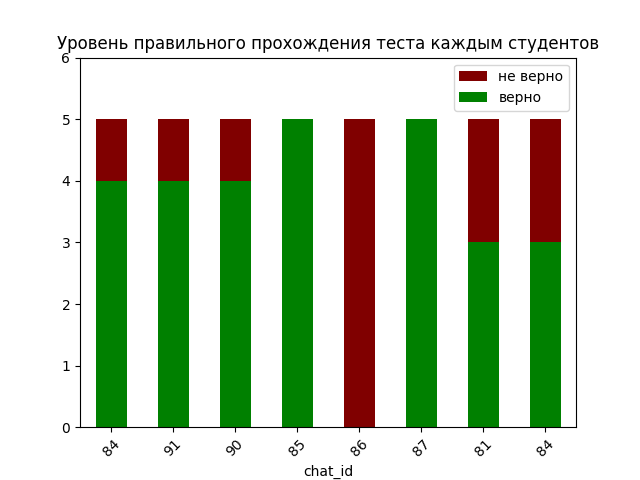 Уровень правильного прохождения теста каждым студентов
не верно
верно
6
5
4
3
2
1
0
84 91 90 85 86 87 81 84
chat_id